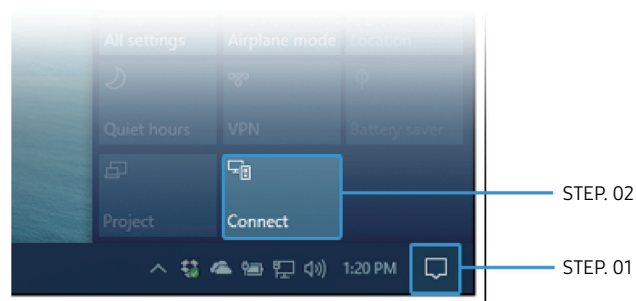 All settings Airplane mode Location
Quiet hours VPN Battery saver
Project Connect
STEP. 02
1:20 PM
STEP. 01